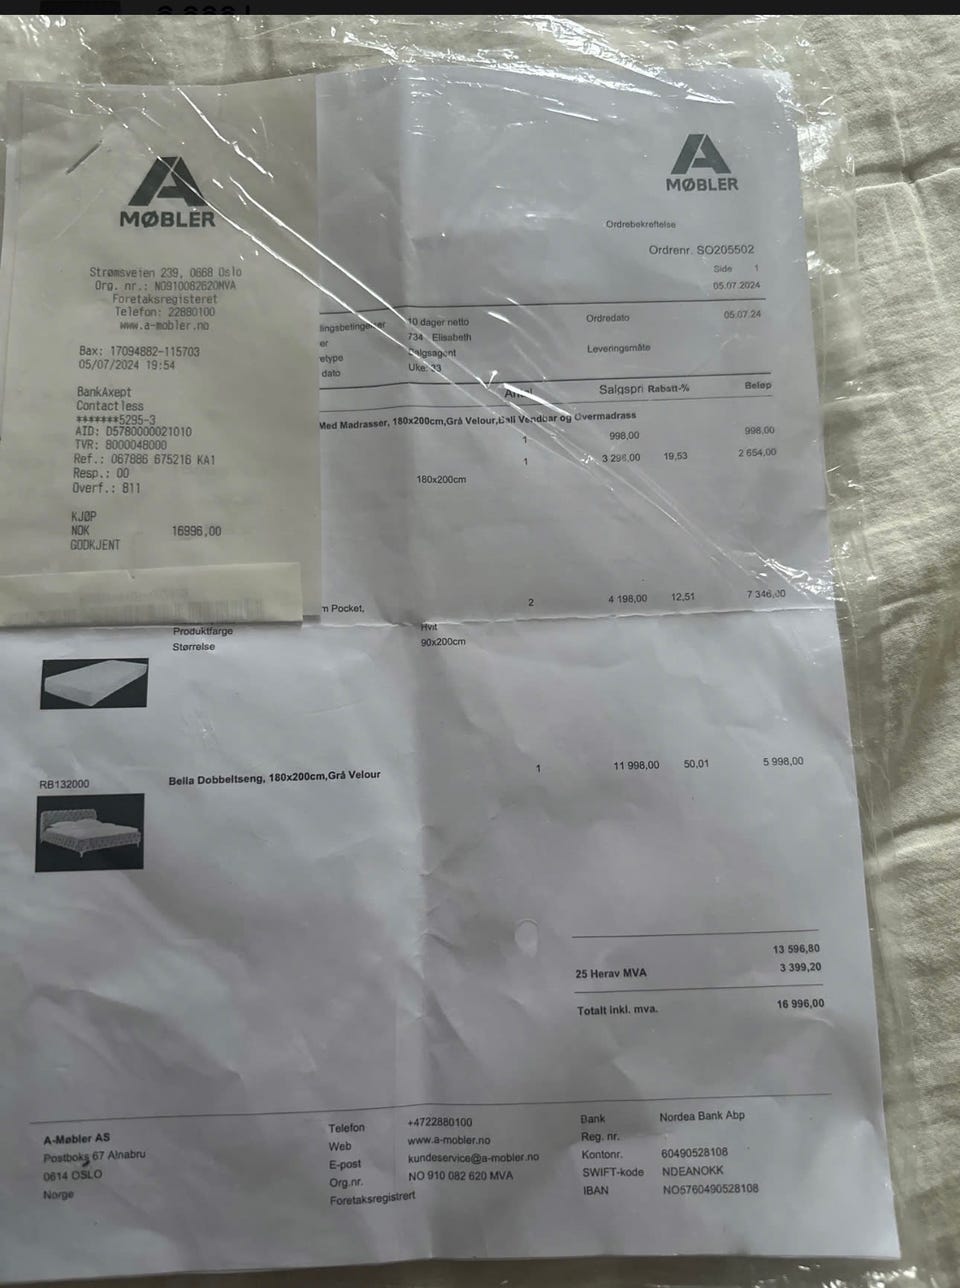 A
MØBLER
Strømsveien 239, 0668 Oslo
Org. nr.: NO910082620MVA
Foretaksregisteret
Telefon: 22880100
www.a-mobler.no
Bax: 17094882-115703
05/07/2024 19:54
BankAxept
Contactless
*******5295-3
AID: D5780000021010
TVR: 8000048000
Ref.: 067886 675216 KA1
Resp.: 00
Overf.: 811
KJØP
NOK 16996,00
GODKJENT
A
MØBLER
Ordrebekreftelse
Ordrenr. SO205502
Side 1
05.07.2024
lingsbetingelser 10 dager netto Ordredato 05.07.24
er 734 Elisabeth
etype Salgsagent Leveringsmåte
dato Uke: 33
Antal Salgspri Rabatt-% Beløp
Med Madrasser, 180x200cm,Grå Velour,Bali Vendbar og Overmadrass
1 998,00 998,00
1 3 298,00 19,53 2 654,00
180x200cm
n Pocket, 2 4 198,00 12,51 7 346,00
Produktfarge Hvit
Størrelse 90x200cm
RB132000 Bella Dobbeltseng, 180x200cm,Grå Velour 1 11 998,00 50,01 5 998,00
13 596,80
25 Herav MVA 3 399,20
Totalt inkl. mva. 16 996,00
A-Møbler AS
Postboks 67 Alnabru
0614 OSLO
Norge
Telefon +4722880100
Web www.a-mobler.no
E-post kundeservice@a-mobler.no
Org.nr. NO 910 082 620 MVA
Foretaksregistrert
Bank Nordea Bank Abp
Reg. nr.
Kontonr. 60490528108
SWIFT-kode NDEANOKK
IBAN NO5760490528108